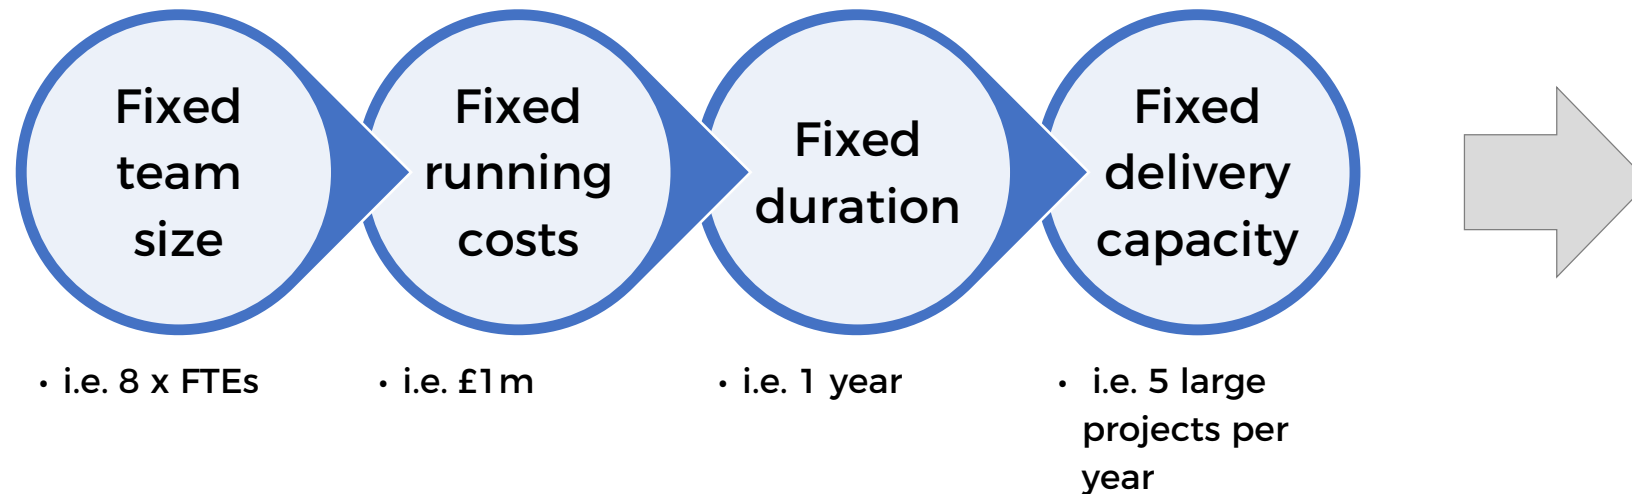 Fixed
team
size
Fixed
running
costs
Fixed
duration
Fixed
delivery
capacity
• i.e. 8 x FTEs
• i.e. £1m
• i.e. 1 year
• i.e. 5 large
projects per
year